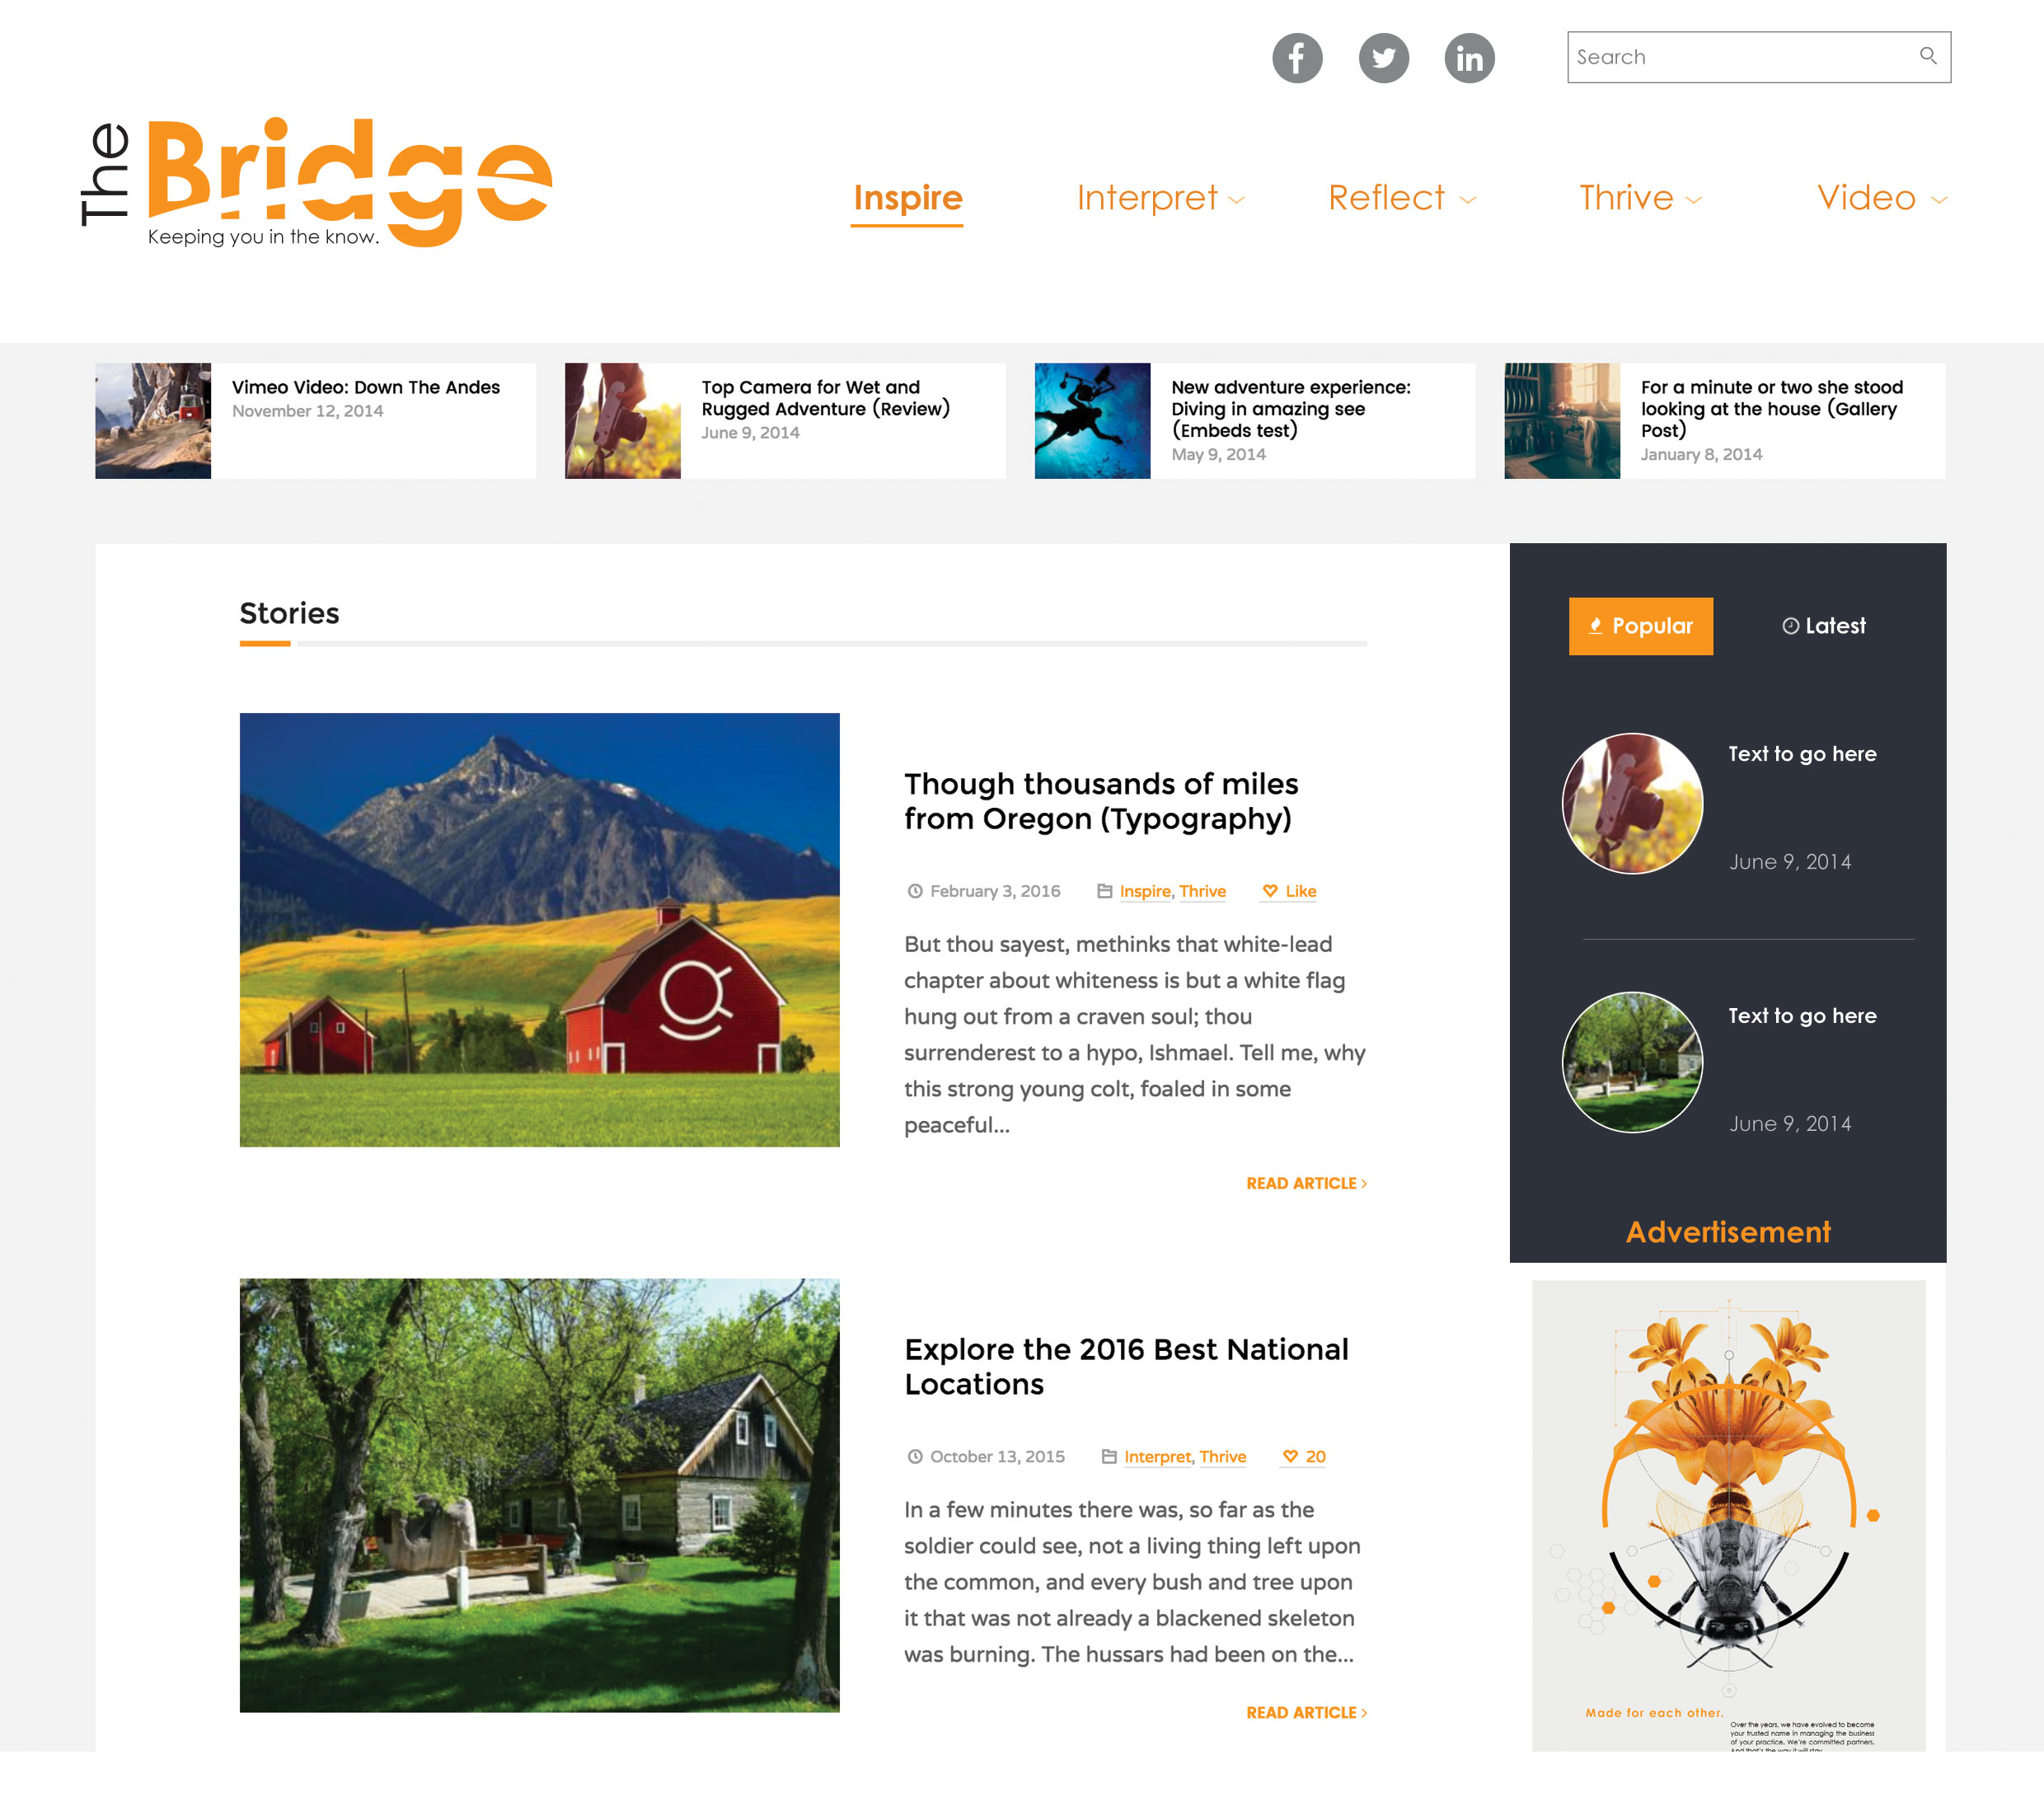 Search
The Bridge
Keeping you in the know.
Inspire
Interpret
Reflect
Thrive
Video
Vimeo Video: Down The Andes
November 12, 2014
Top Camera for Wet and
Rugged Adventure (Review)
June 9, 2014
New adventure experience:
Diving in amazing see
(Embeds test)
May 9, 2014
For a minute or two she stood
looking at the house (Gallery
Post)
January 8, 2014
Stories
Though thousands of miles
from Oregon (Typography)
February 3, 2016 Inspire, Thrive Like
But thou sayest, methinks that white-lead
chapter about whiteness is but a white flag
hung out from a craven soul; thou
surrenderest to a hypo, Ishmael. Tell me, why
this strong young colt, foaled in some
peaceful...
READ ARTICLE
Explore the 2016 Best National
Locations
October 13, 2015 Interpret, Thrive 20
In a few minutes there was, so far as the
soldier could see, not a living thing left upon
the common, and every bush and tree upon
it that was not already a blackened skeleton
was burning. The hussars had been on the...
READ ARTICLE
Popular
Latest
Text to go here
June 9, 2014
Text to go here
June 9, 2014
Advertisement
Made for each other.
Over the years, we have evolved to become
your trusted name in managing the business
of your practice. We're committed partners.
And that's the way it will stay.